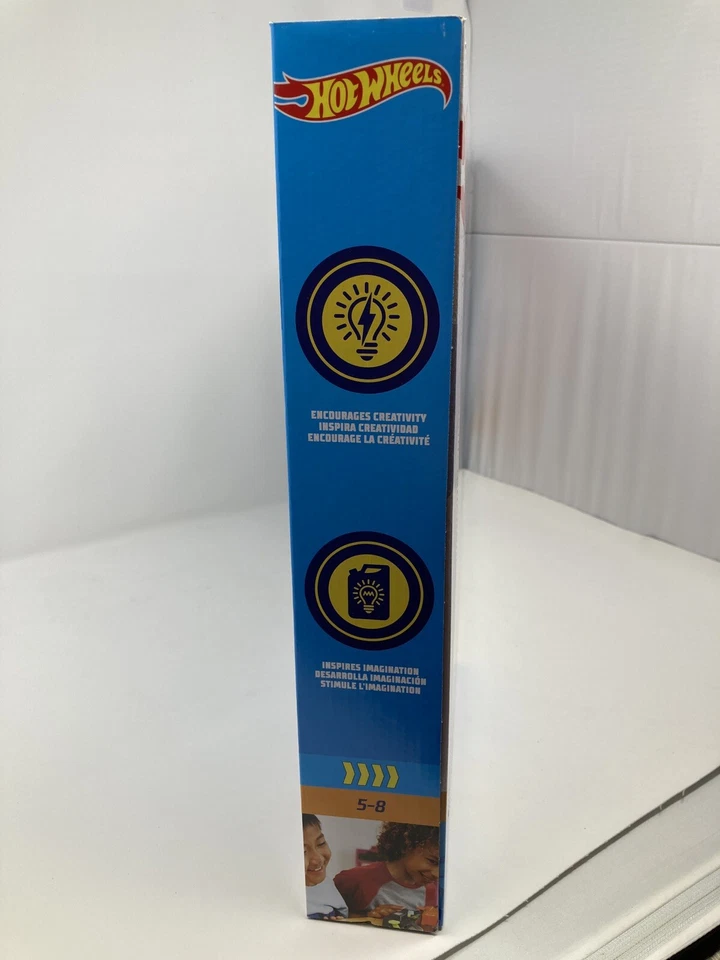 HOT WHEELS
ENCOURAGES CREATIVITY
INSPIRA CREATIVIDAD
ENCOURAGE LA CRÉATIVITÉ
INSPIRES IMAGINATION
DESARROLLA IMAGINACIÓN
STIMULE L'IMAGINATION
5-8